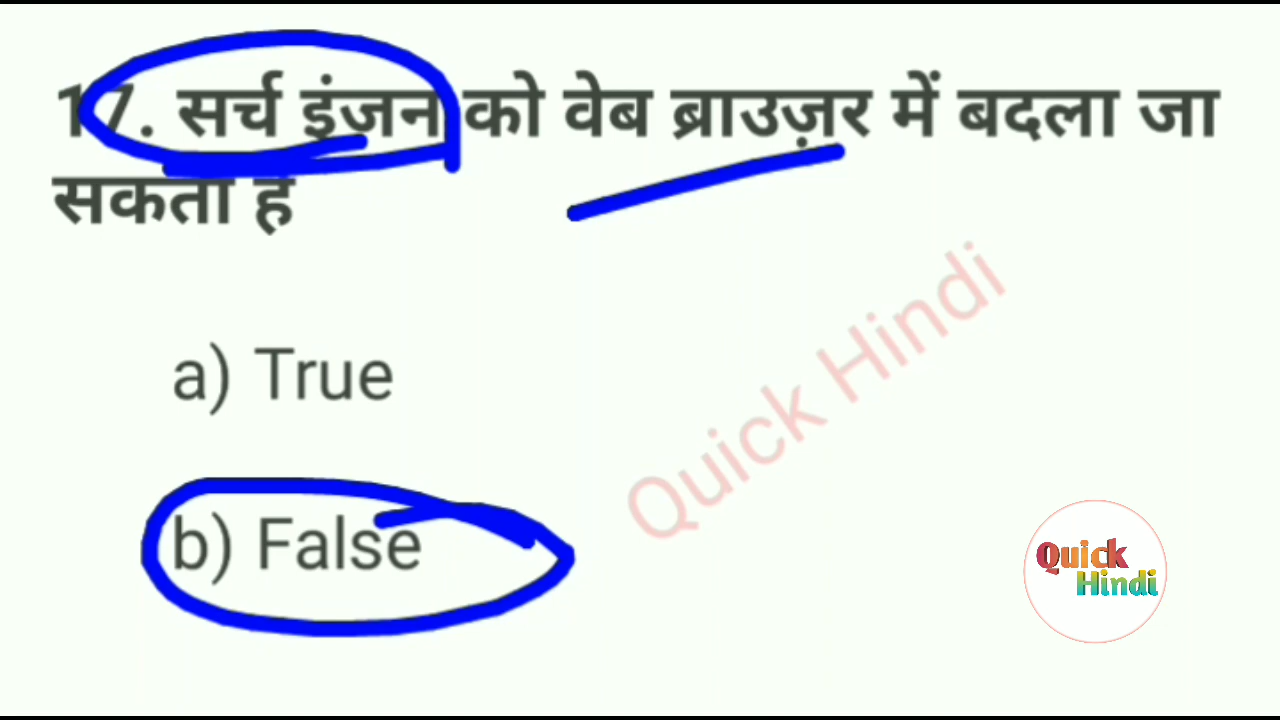 17. सर्च इंजन को वेब ब्राउज़र में बदला जा
सकता है
a) True
b) False
Quick Hindi
Quick
Hindi